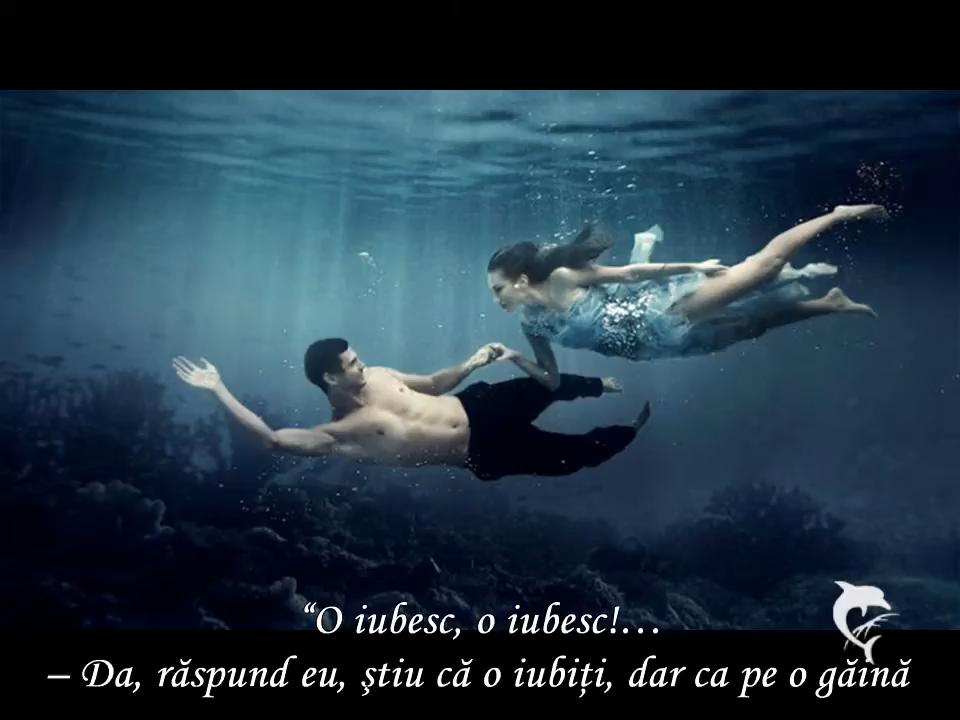 “O iubesc, o iubesc!…
– Da, răspund eu, ştiu că o iubiţi, dar ca pe o găină